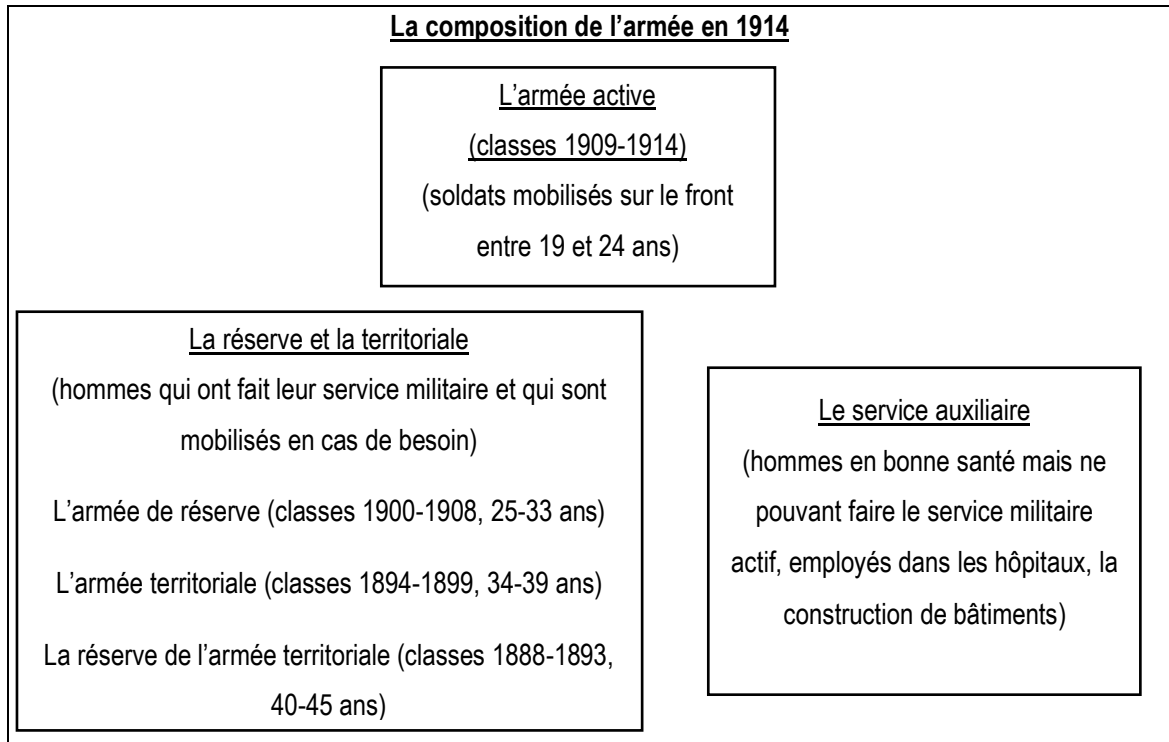 La composition de l’armée en 1914
L’armée active
(classes 1909-1914)
(soldats mobilisés sur le front
entre 19 et 24 ans)
La réserve et la territoriale
(hommes qui ont fait leur service militaire et qui sont
mobilisés en cas de besoin)
L’armée de réserve (classes 1900-1908, 25-33 ans)
L’armée territoriale (classes 1894-1899, 34-39 ans)
La réserve de l’armée territoriale (classes 1888-1893,
40-45 ans)
Le service auxiliaire
(hommes en bonne santé mais ne
pouvant faire le service militaire
actif, employés dans les hôpitaux, la
construction de bâtiments)